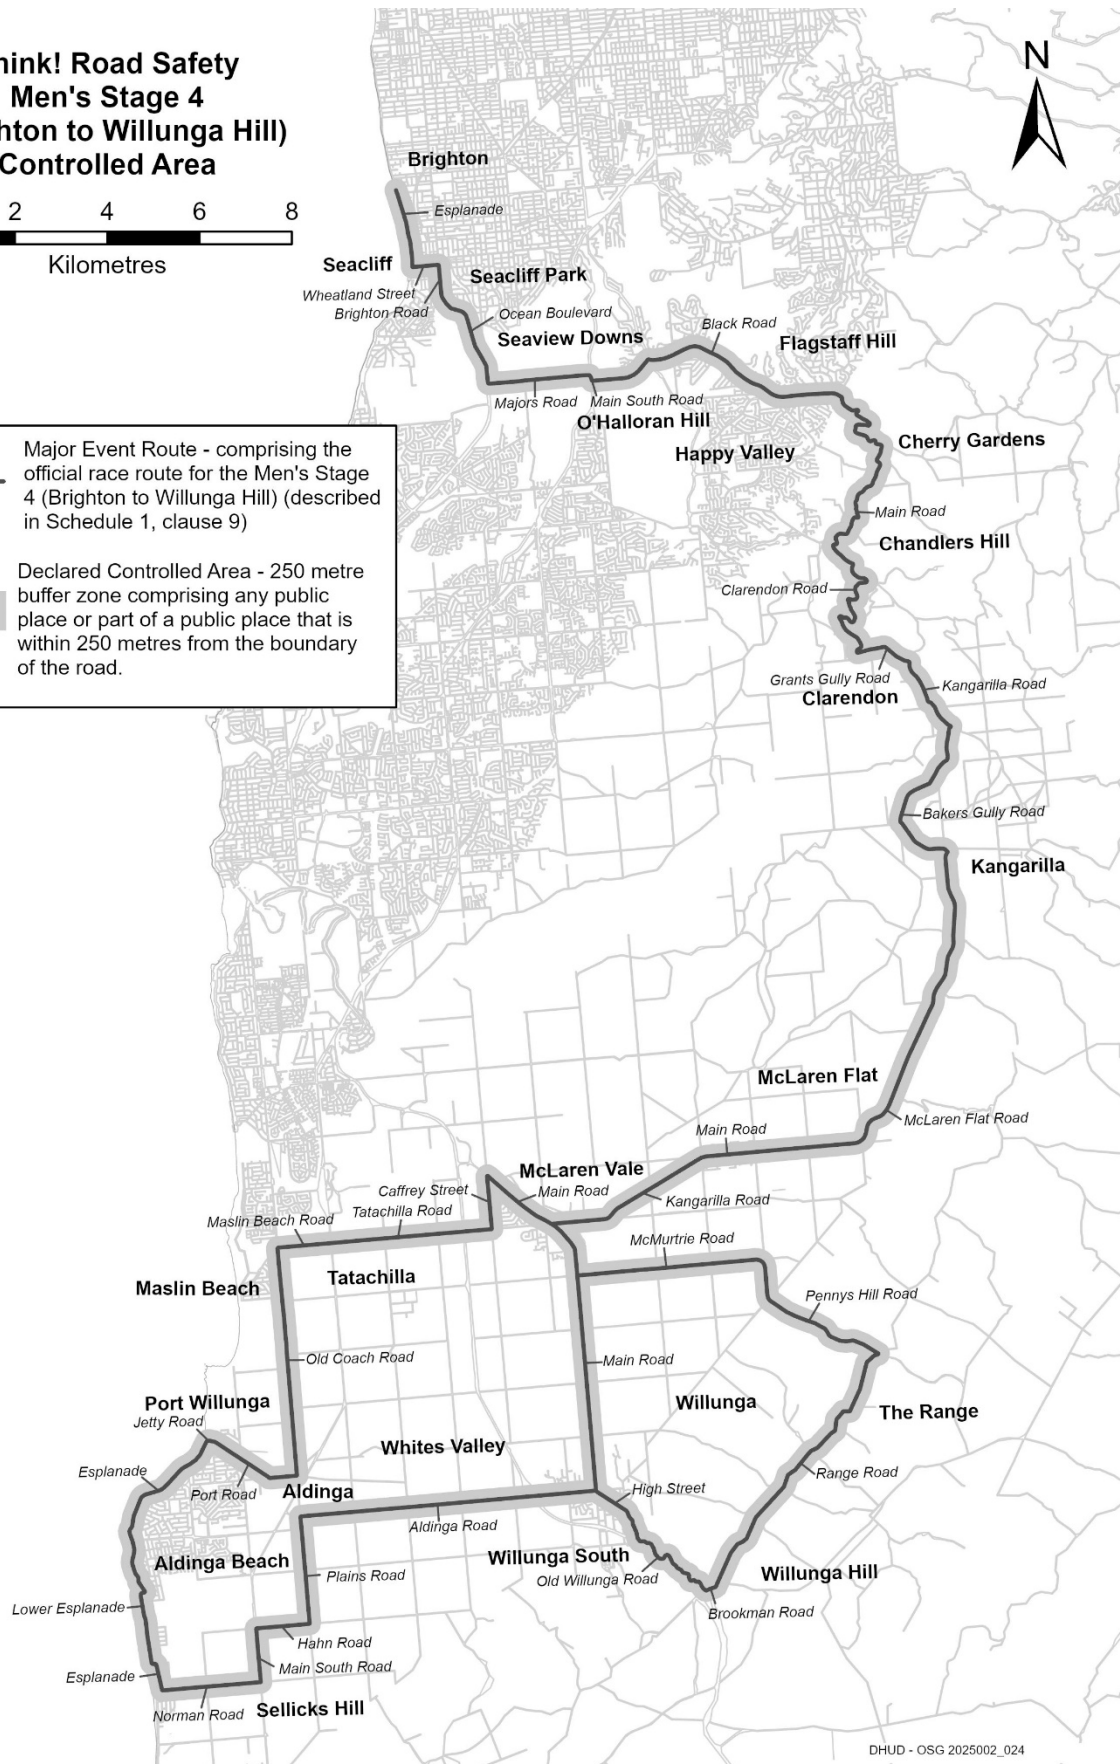 hink! Road Safety
Men's Stage 4
hton to Willunga Hill)
Controlled Area
2 4 6 8
Kilometres
N
Brighton
Esplanade
Seacliff
Seacliff Park
Wheatland Street
Brighton Road
Ocean Boulevard
Seaview Downs
Black Road
Flagstaff Hill
Majors Road
Main South Road
O'Halloran Hill
Happy Valley
Cherry Gardens
Major Event Route - comprising the
official race route for the Men's Stage
4 (Brighton to Willunga Hill) (described
in Schedule 1, clause 9)
Declared Controlled Area - 250 metre
buffer zone comprising any public
place or part of a public place that is
within 250 metres from the boundary
of the road.
Main Road
Chandlers Hill
Clarendon Road
Grants Gully Road
Clarendon
Kangarilla Road
Bakers Gully Road
Kangarilla
McLaren Flat
McLaren Flat Road
Main Road
McLaren Vale
Caffrey Street
Main Road
Kangarilla Road
Tatachilla Road
Maslin Beach Road
McMurtrie Road
Maslin Beach
Tatachilla
Pennys Hill Road
Old Coach Road
Main Road
Port Willunga
Willunga
The Range
Jetty Road
Whites Valley
Esplanade
Port Road
Aldinga
Range Road
High Street
Aldinga Road
Aldinga Beach
Willunga South
Plains Road
Old Willunga Road
Willunga Hill
Lower Esplanade
Brookman Road
Hahn Road
Main South Road
Esplanade
Norman Road
Sellicks Hill
DHUD - OSG 2025002_024